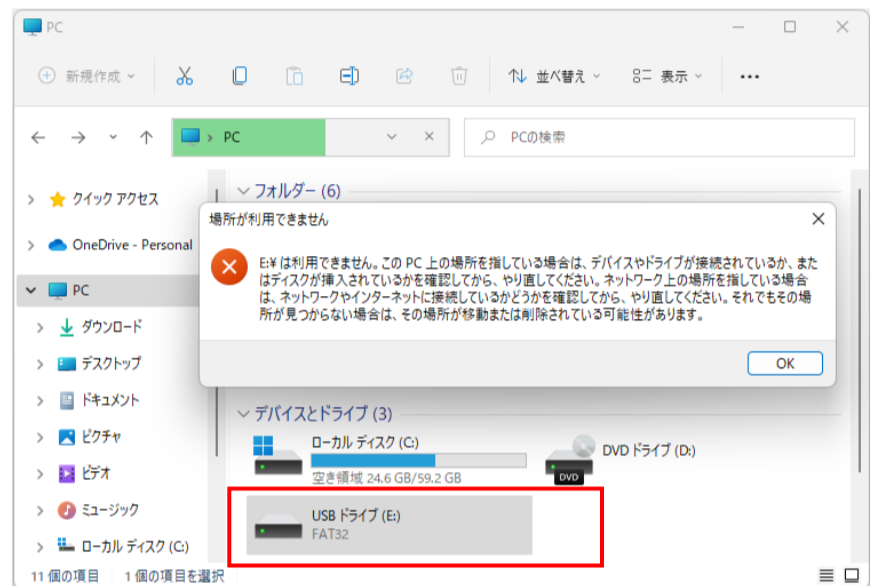 PC
新規作成
並べ替え
表示
PC
PCの検索
クイック アクセス
フォルダー (6)
場所が利用できません
OneDrive - Personal
E:¥ は利用できません。この PC 上の場所を指している場合は、デバイスやドライブが接続されているか、また
はディスクが挿入されているかを確認してから、やり直してください。ネットワーク上の場所を指している場合
は、ネットワークやインターネットに接続しているかどうかを確認してから、やり直してください。それでもその場
所が見つからない場合は、その場所が移動または削除されている可能性があります。
PC
ダウンロード
デスクトップ
OK
ドキュメント
デバイスとドライブ (3)
ピクチャ
ローカル ディスク (C:)
DVD ドライブ (D:)
DVD
ビデオ
空き領域 24.6 GB/59.2 GB
ミュージック
USB ドライブ (E:)
FAT32
ローカル ディスク (C:)
11 個の項目
1 個の項目を選択